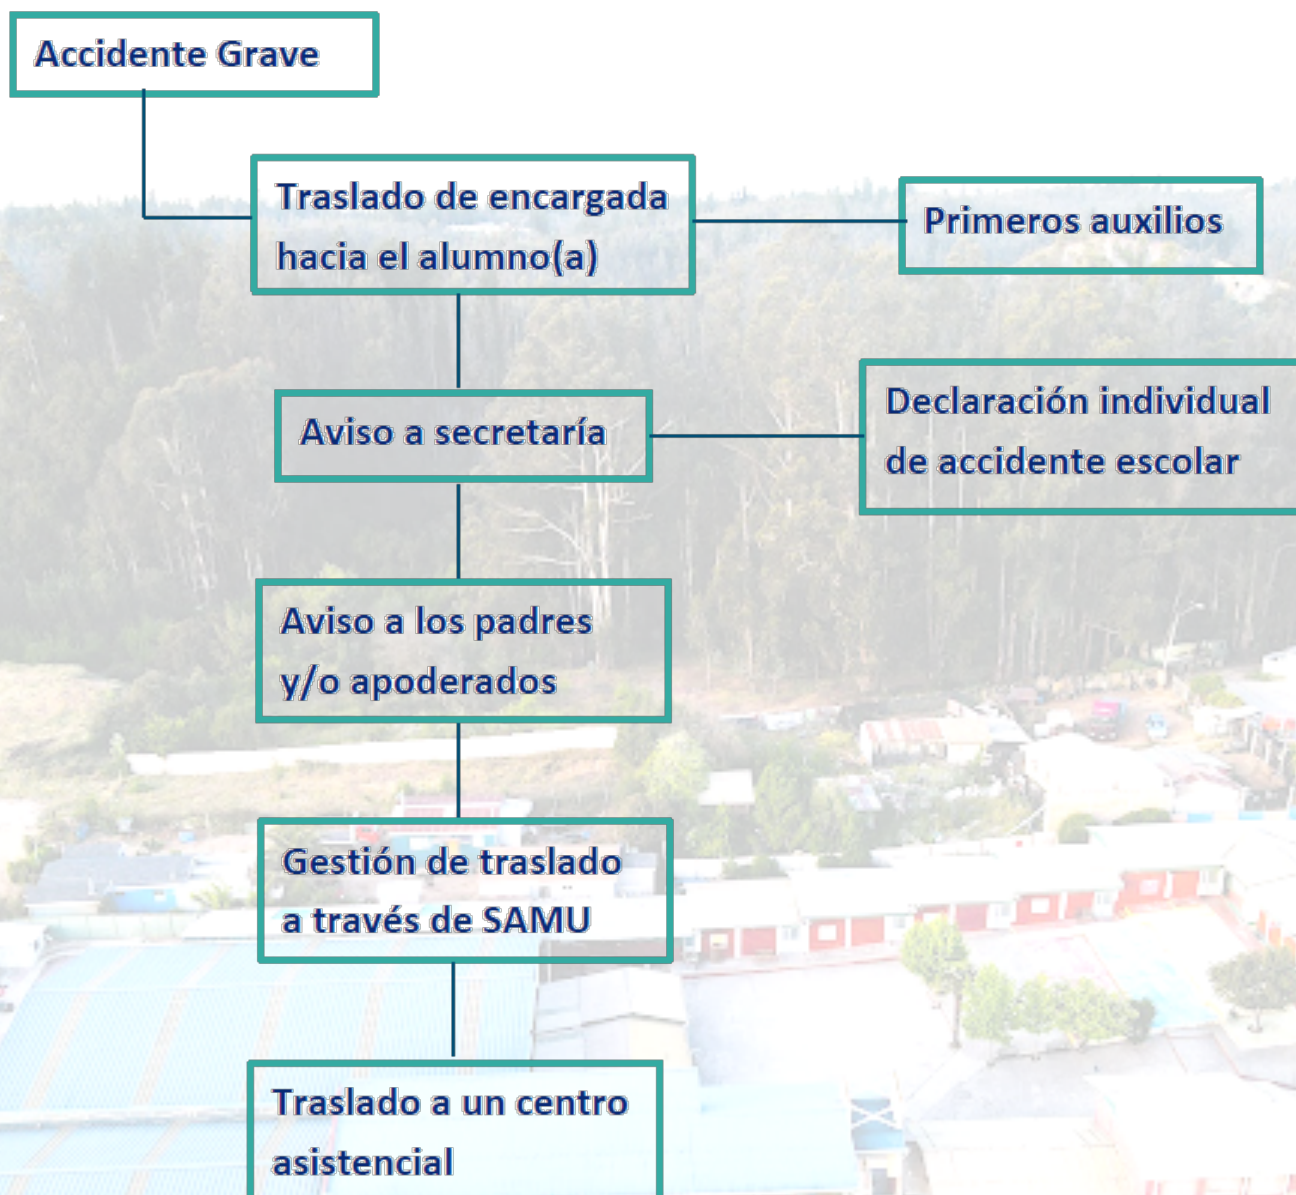 Accidente Grave
Traslado de encargada
hacia el alumno(a)
Primeros auxilios
Aviso a secretaría
Declaración individual
de accidente escolar
Aviso a los padres
y/o apoderados
Gestión de traslado
a través de SAMU
Traslado a un centro
asistencial